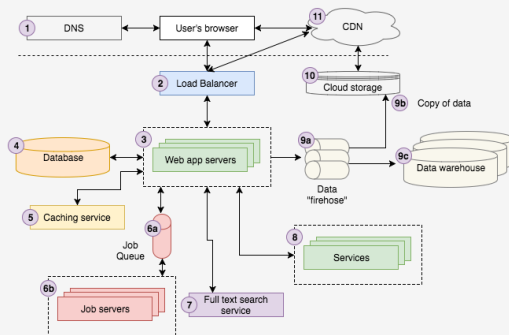 1
DNS
User's browser
11
CDN
2
Load Balancer
10
Cloud storage
9b
Copy of data
3
Web app servers
4
Database
9a
Data
"firehose"
9c
Data warehouse
5
Caching service
6a
Job
Queue
8
Services
6b
Job servers
7
Full text search
service